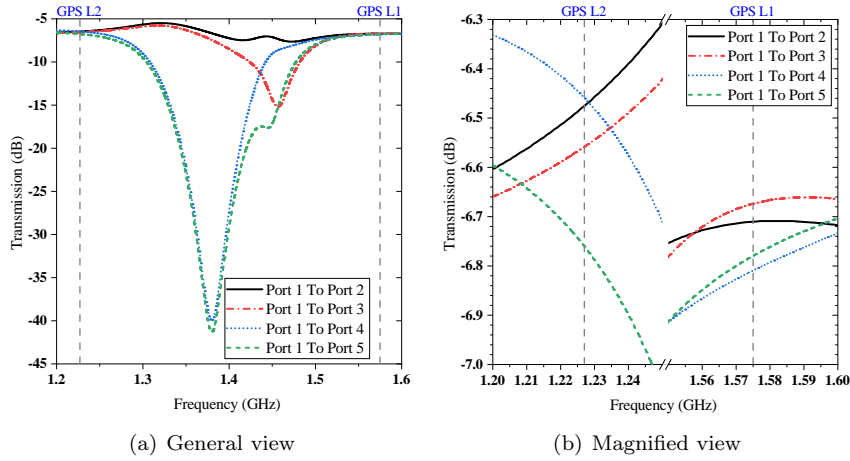 GPS L2
GPS L1
-5
-10
-15
-20
-25
-30
-35
-40
-45
Transmission (dB)
Port 1 To Port 2
Port 1 To Port 3
Port 1 To Port 4
Port 1 To Port 5
1.2
1.3
1.4
1.5
1.6
Frequency (GHz)
(a) General view
GPS L2
GPS L1
-6.3
-6.4
-6.5
-6.6
-6.7
-6.8
-6.9
-7.0
Transmission (dB)
Port 1 To Port 2
Port 1 To Port 3
Port 1 To Port 4
Port 1 To Port 5
1.20
1.21
1.22
1.23
1.24
1.56
1.57
1.58
1.59
1.60
Frequency (GHz)
(b) Magnified view